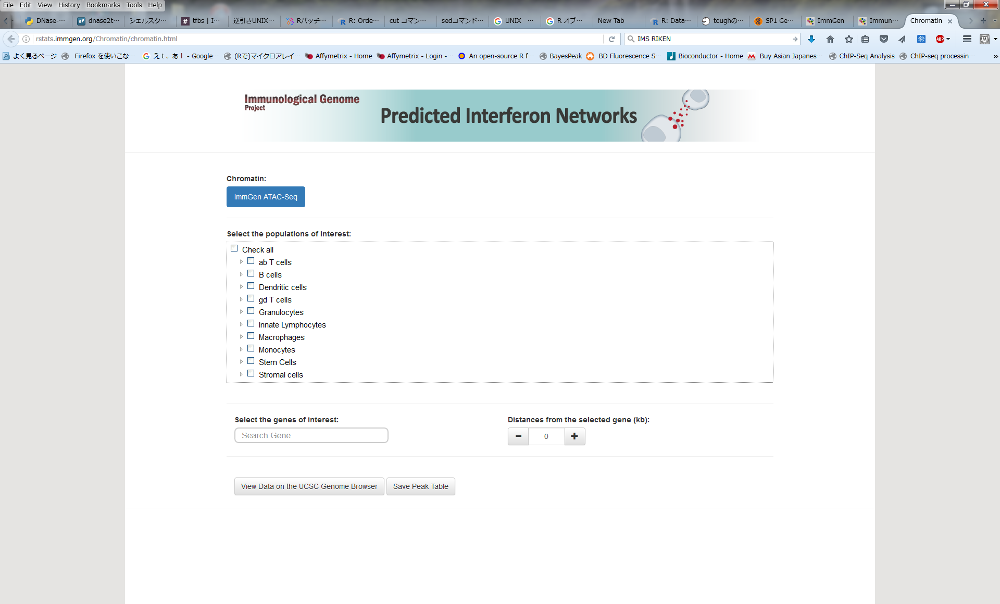 File Edit View History Bookmarks Tools Help
DNase-··· dnase2t··· シェルスク··· tfbs | I··· 逆引きUNIX··· Rバッチ··· R: Orde··· cut コマン··· sedコマンド··· UNIX ··· R オブ··· New Tab R: Data··· toughの··· SP1 Ge··· ImmGen Immun··· Chromatin
rstats.immgen.org/Chromatin/chromatin.html IMS RIKEN ABP
よく見るページ Firefox を使いこな··· えｔ。あｌ - Google··· (Rで)マイクロアレイ··· Affymetrix - Home Affymetrix - Login -··· An open-source R f··· BayesPeak BD Fluorescence S··· Bioconductor - Home Buy Asian Japanes··· ChIP-Seq Analysis ChIP-seq processin··· »
Immunological Genome
Project
Predicted Interferon Networks
Chromatin:
ImmGen ATAC-Seq
Select the populations of interest:
Check all
ab T cells
B cells
Dendritic cells
gd T cells
Granulocytes
Innate Lymphocytes
Macrophages
Monocytes
Stem Cells
Stromal cells
Select the genes of interest: Distances from the selected gene (kb):
Search Gene − 0 +
View Data on the UCSC Genome Browser Save Peak Table